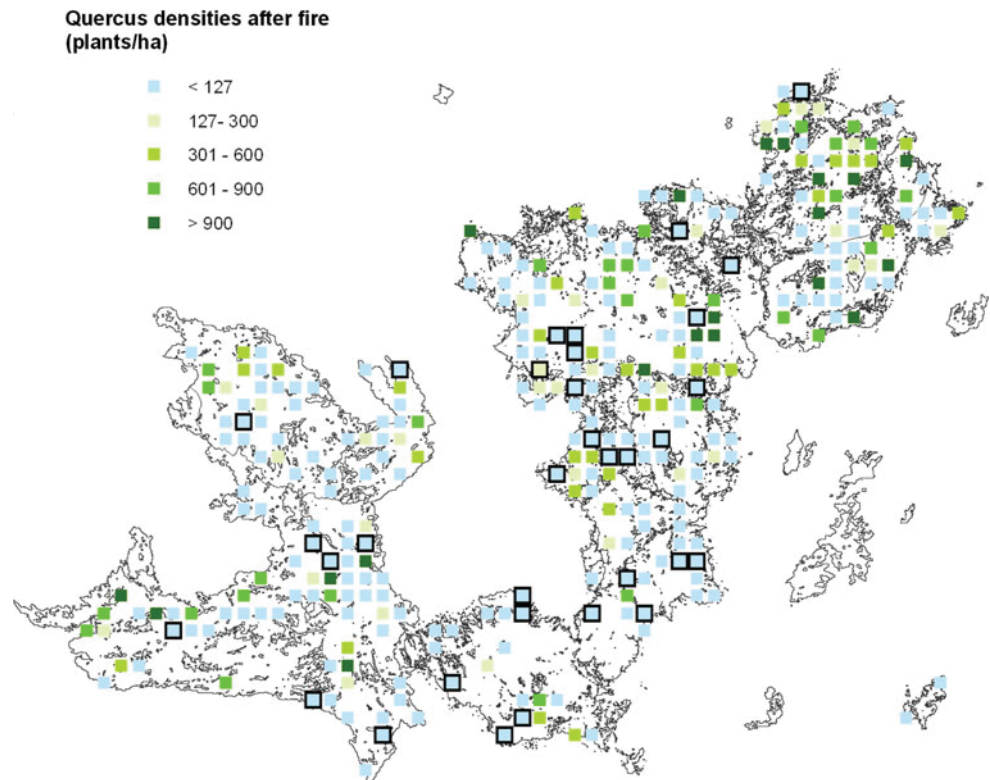 Quercus densities after fire
(plants/ha)
< 127
127- 300
301 - 600
601 - 900
> 900